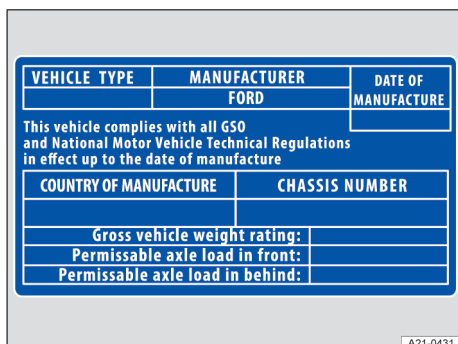 VEHICLE TYPE
MANUFACTURER
DATE OF
MANUFACTURE
FORD
This vehicle complies with all GSO
and National Motor Vehicle Technical Regulations
in effect up to the date of manufacture
COUNTRY OF MANUFACTURE
CHASSIS NUMBER
Gross vehicle weight rating:
Permissable axle load in front:
Permissable axle load in behind:
A21-0431